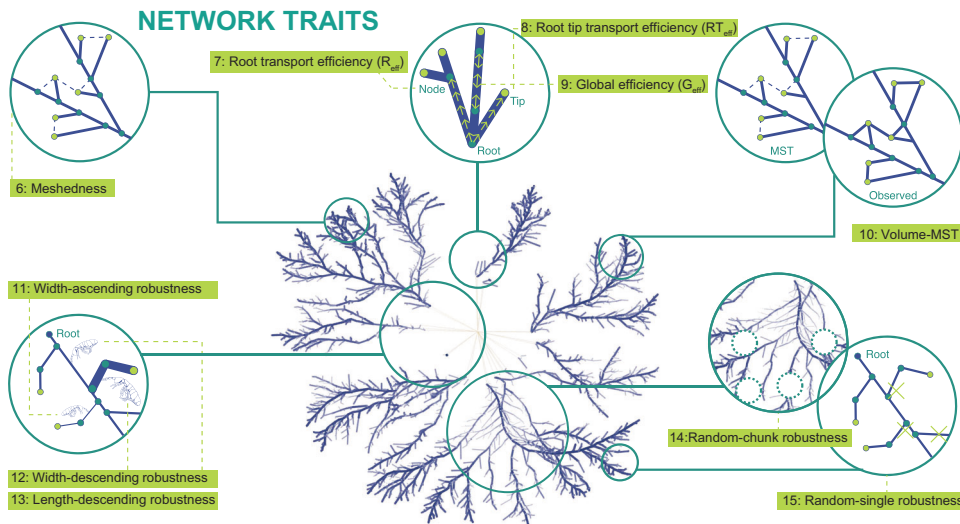 NETWORK TRAITS
8: Root tip transport efficiency (RTeff)
7: Root transport efficiency (Reff)
9: Global efficiency (Geff)
Node
Tip
Root
MST
Observed
6: Meshedness
10: Volume-MST
11: Width-ascending robustness
Root
Root
14:Random-chunk robustness
12: Width-descending robustness
13: Length-descending robustness
15: Random-single robustness